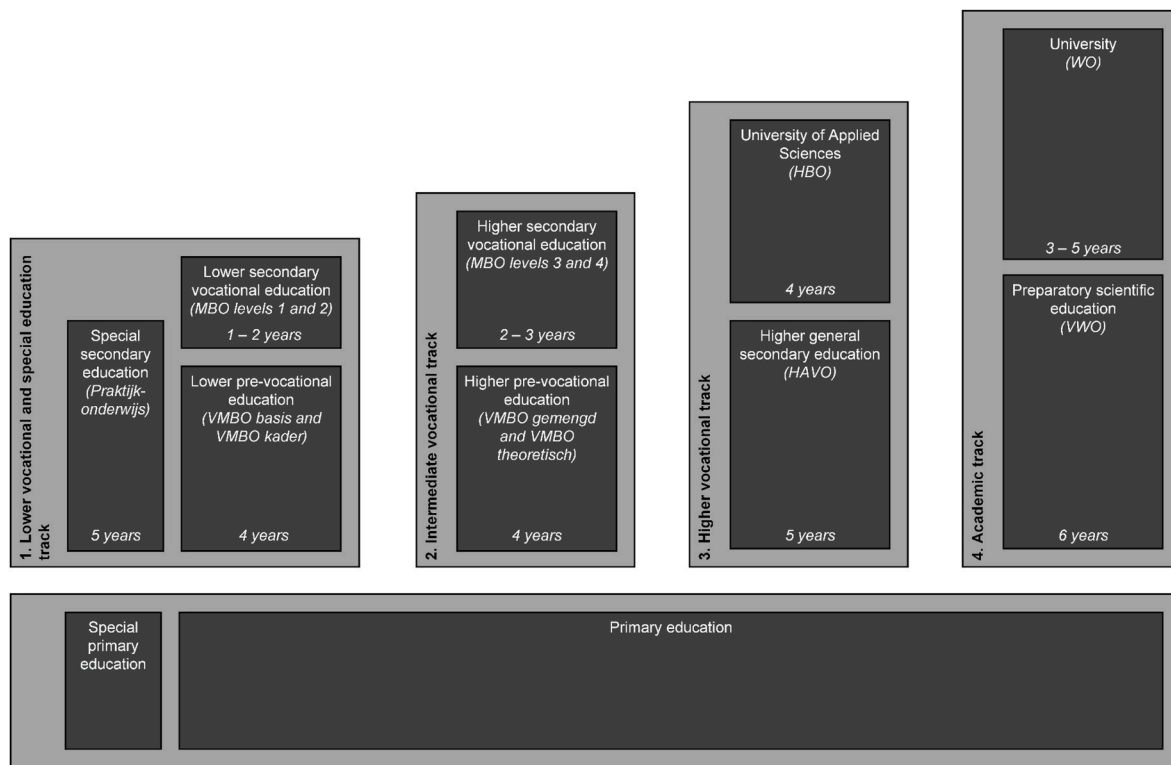 1. Lower vocational and special education
track
Special
secondary
education
(Praktijk-
onderwijs)
5 years
Lower secondary
vocational education
(MBO levels 1 and 2)
1 – 2 years
Lower pre-vocational
education
(VMBO basis and
VMBO kader)
4 years
2. Intermediate vocational track
Higher secondary
vocational education
(MBO levels 3 and 4)
2 – 3 years
Higher pre-vocational
education
(VMBO gemengd
and VMBO
theoretisch)
4 years
3. Higher vocational track
University of Applied
Sciences
(HBO)
4 years
Higher general
secondary education
(HAVO)
5 years
4. Academic track
University
(WO)
3 – 5 years
Preparatory scientific
education
(VWO)
6 years
Special
primary
education
Primary education